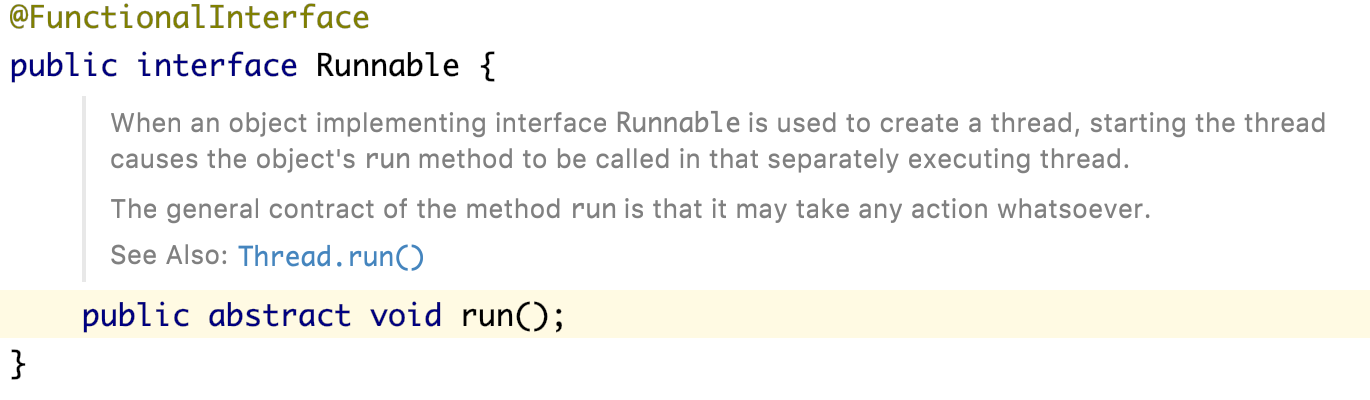 @FunctionalInterface
public interface Runnable {
When an object implementing interface Runnable is used to create a thread, starting the thread
causes the object's run method to be called in that separately executing thread.
The general contract of the method run is that it may take any action whatsoever.
See Also: Thread.run()
public abstract void run();
}